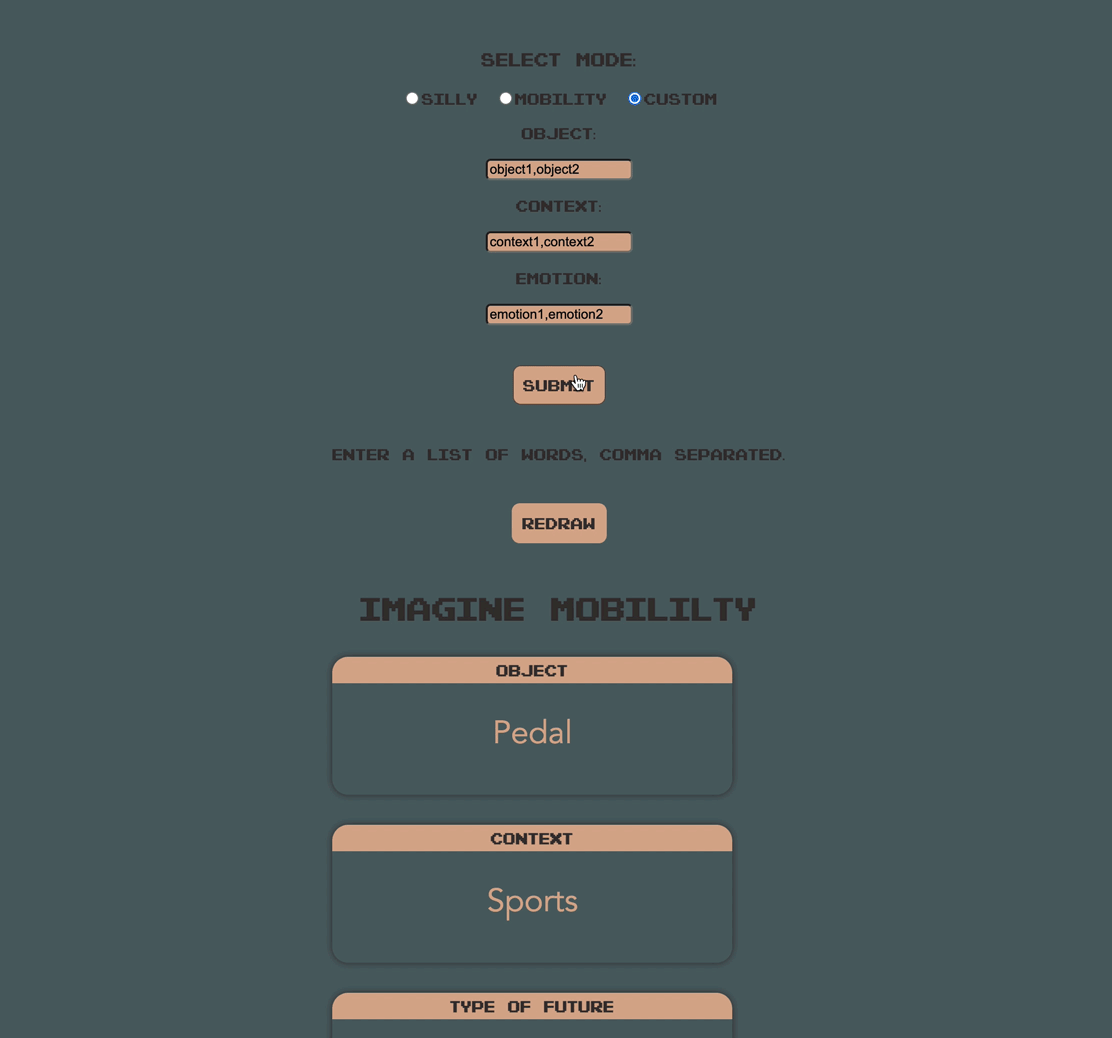 SELECT MODE:
SILLY MOBILITY CUSTOM
OBJECT:
object1,object2
CONTEXT:
context1,context2
EMOTION:
emotion1,emotion2
SUBMIT
ENTER A LIST OF WORDS, COMMA SEPARATED.
REDRAW
IMAGINE MOBILILTY
OBJECT
Pedal
CONTEXT
Sports
TYPE OF FUTURE